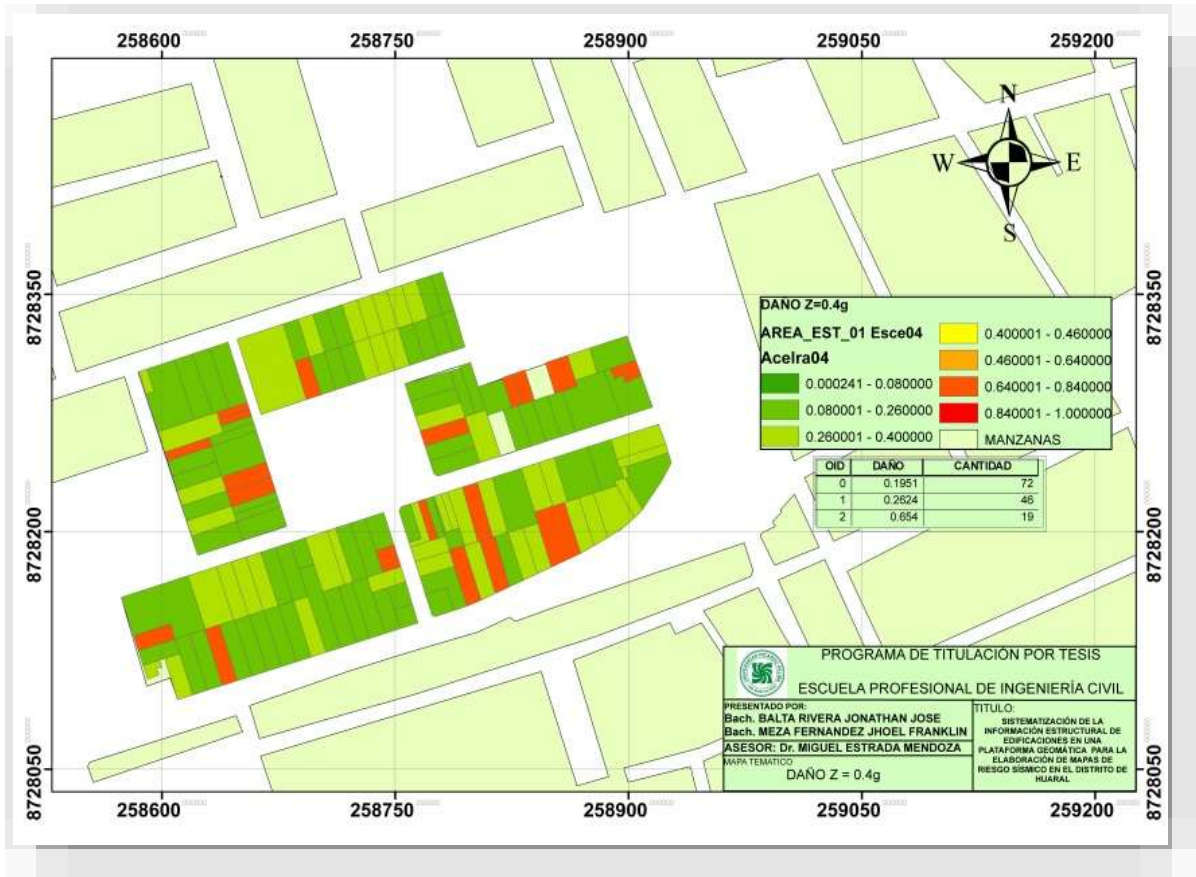 258600 258750 258900 259050 259200
N
W E
S
8728350 8728350
DAÑO Z=0.4g
AREA_EST_01 Esce04
Acelra04
0.000241 - 0.080000
0.080001 - 0.260000
0.260001 - 0.400000
0.400001 - 0.460000
0.460001 - 0.640000
0.640001 - 0.840000
0.840001 - 1.000000
MANZANAS
OID DAÑO CANTIDAD
0 0.1951 72
1 0.2624 46
2 0.654 19
8728200 8728200
PROGRAMA DE TITULACIÓN POR TESIS
ESCUELA PROFESIONAL DE INGENIERÍA CIVIL
PRESENTADO POR:
Bach. BALTA RIVERA JONATHAN JOSE
Bach. MEZA FERNANDEZ JHOEL FRANKLIN
ASESOR: Dr. MIGUEL ESTRADA MENDOZA
MAPA TEMATICO
DAÑO Z = 0.4g
TITULO:
SISTEMATIZACIÓN DE LA
INFORMACIÓN ESTRUCTURAL DE
EDIFICACIONES EN UNA
PLATAFORMA GEOMÁTICA PARA LA
ELABORACIÓN DE MAPAS DE
RIESGO SÍSMICO EN EL DISTRITO DE
HUARAL
8728050 8728050
258600 258750 258900 259050 259200